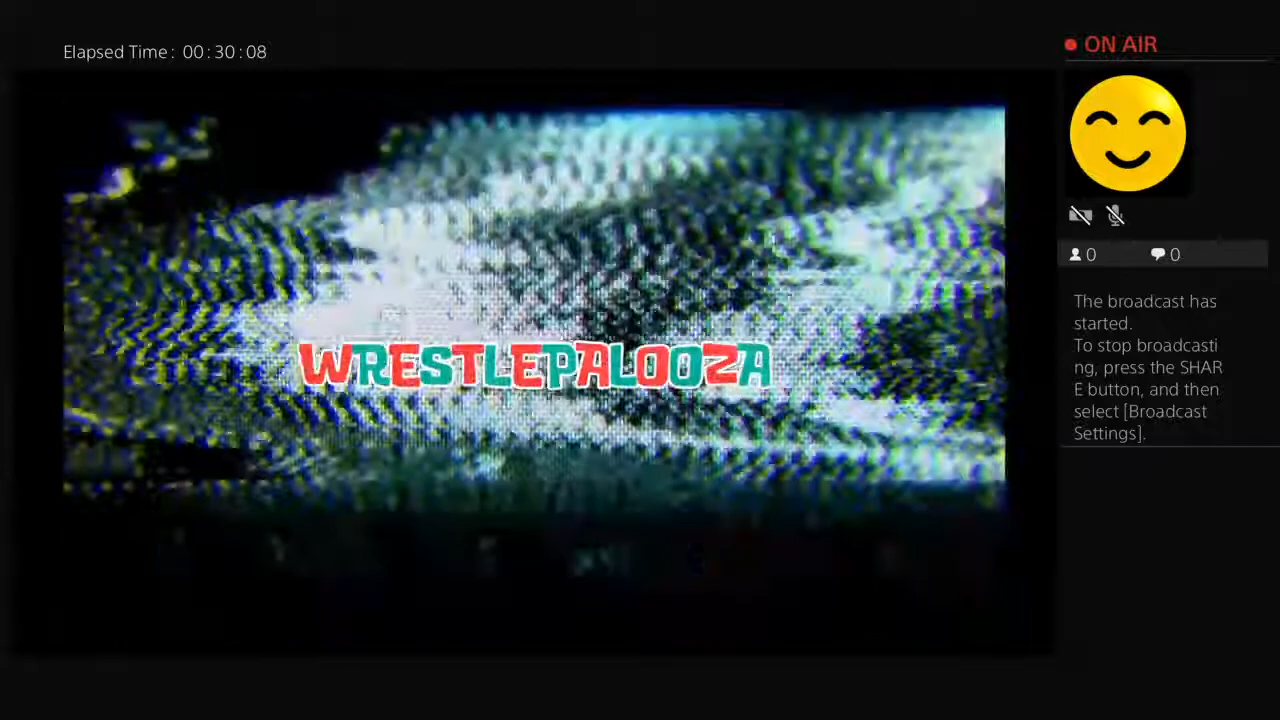 Elapsed Time: 00:30:08
ON AIR
WRESTLEPALOOZA
0 0
The broadcast has
started.
To stop broadcasti
ng, press the SHAR
E button, and then
select [Broadcast
Settings].